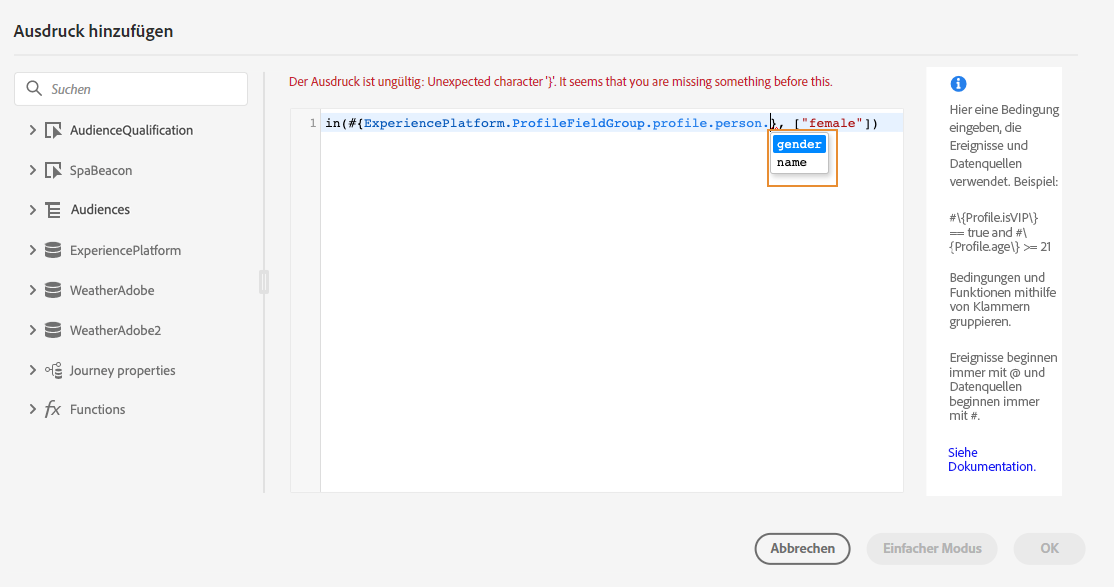 Ausdruck hinzufügen
Suchen
AudienceQualification
SpaBeacon
Audiences
ExperiencePlatform
WeatherAdobe
WeatherAdobe2
Journey properties
fx Functions
Der Ausdruck ist ungültig: Unexpected character '}'. It seems that you are missing something before this.
1 in(#{ExperiencePlatform.ProfileFieldGroup.profile.person.}, ["female"])
gender
name
Hier eine Bedingung
eingeben, die
Ereignisse und
Datenquellen
verwendet. Beispiel:
#\{Profile.isVIP\}
== true and #\
{Profile.age\} >= 21
Bedingungen und
Funktionen mithilfe
von Klammern
gruppieren.
Ereignisse beginnen
immer mit @ und
Datenquellen
beginnen immer
mit #.
Siehe
Dokumentation.
Abbrechen
Einfacher Modus
OK